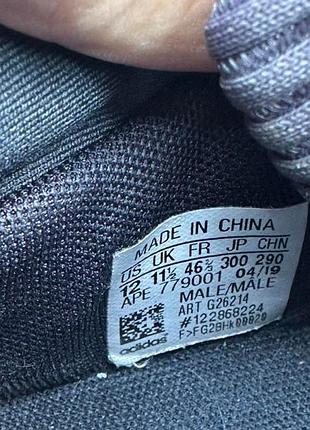 MADE IN CHINA
US UK FR JP CHN
12 11½ 46⅔ 300 290
APE 779001 04/19
MALE/MÂLE
ART G26214
#122868224
adidas